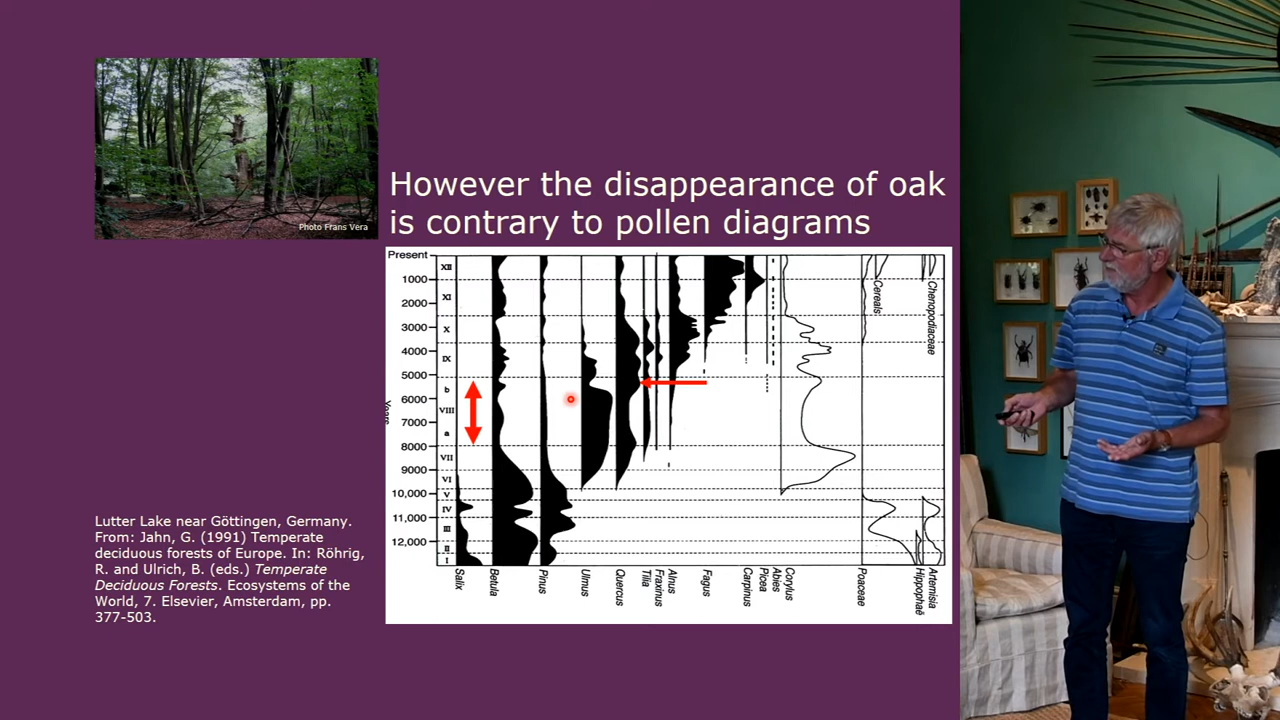 Photo Frans Vera
However the disappearance of oak
is contrary to pollen diagrams
Present
1000
2000
3000
4000
5000
6000
7000
8000
9000
10,000
11,000
12,000
Years
XII
XI
X
IX
b
VIII
a
VII
VI
V
IV
III
II
I
Cereals
Chenopodiaceae
Salix
Betula
Pinus
Ulmus
Quercus
Tilia
Fraxinus
Alnus
Fagus
Carpinus
Picea
Abies
Corylus
Poaceae
Hippophaë
Artemisia
Lutter Lake near Göttingen, Germany.
From: Jahn, G. (1991) Temperate
deciduous forests of Europe. In: Röhrig,
R. and Ulrich, B. (eds.) Temperate
Deciduous Forests. Ecosystems of the
World, 7. Elsevier, Amsterdam, pp.
377-503.